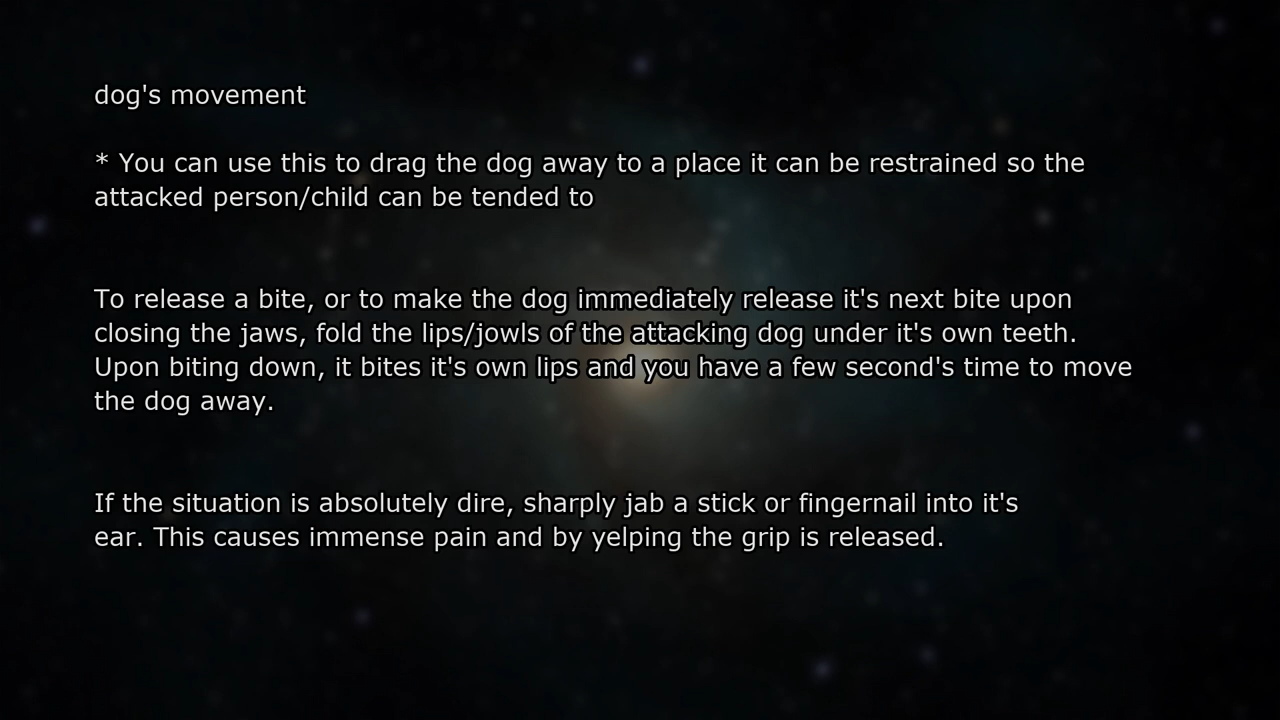 dog's movement
* You can use this to drag the dog away to a place it can be restrained so the
attacked person/child can be tended to
To release a bite, or to make the dog immediately release it's next bite upon
closing the jaws, fold the lips/jowls of the attacking dog under it's own teeth.
Upon biting down, it bites it's own lips and you have a few second's time to move
the dog away.
If the situation is absolutely dire, sharply jab a stick or fingernail into it's
ear. This causes immense pain and by yelping the grip is released.